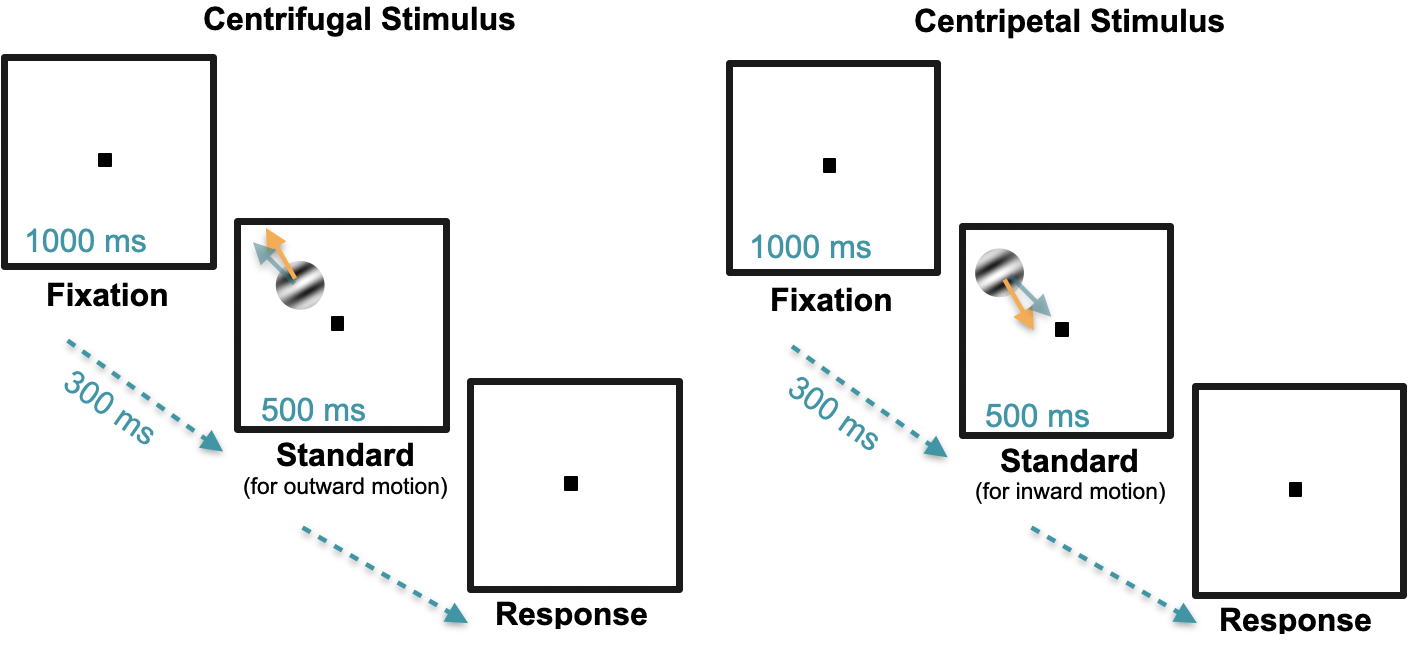 Centrifugal Stimulus
1000 ms
Fixation
300 ms
500 ms
Standard
(for outward motion)
Response
Centripetal Stimulus
1000 ms
Fixation
300 ms
500 ms
Standard
(for inward motion)
Response